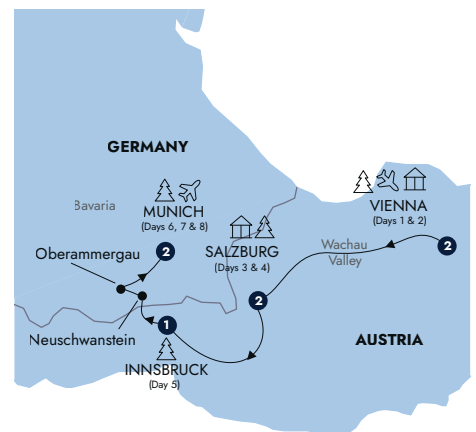 GERMANY
Bavaria
MUNICH
(Days 6, 7 & 8)
2
VIENNA
(Days 1 & 2)
2
SALZBURG
(Days 3 & 4)
2
Wachau
Valley
Oberammergau
Neuschwanstein
1
INNSBRUCK
(Day 5)
AUSTRIA